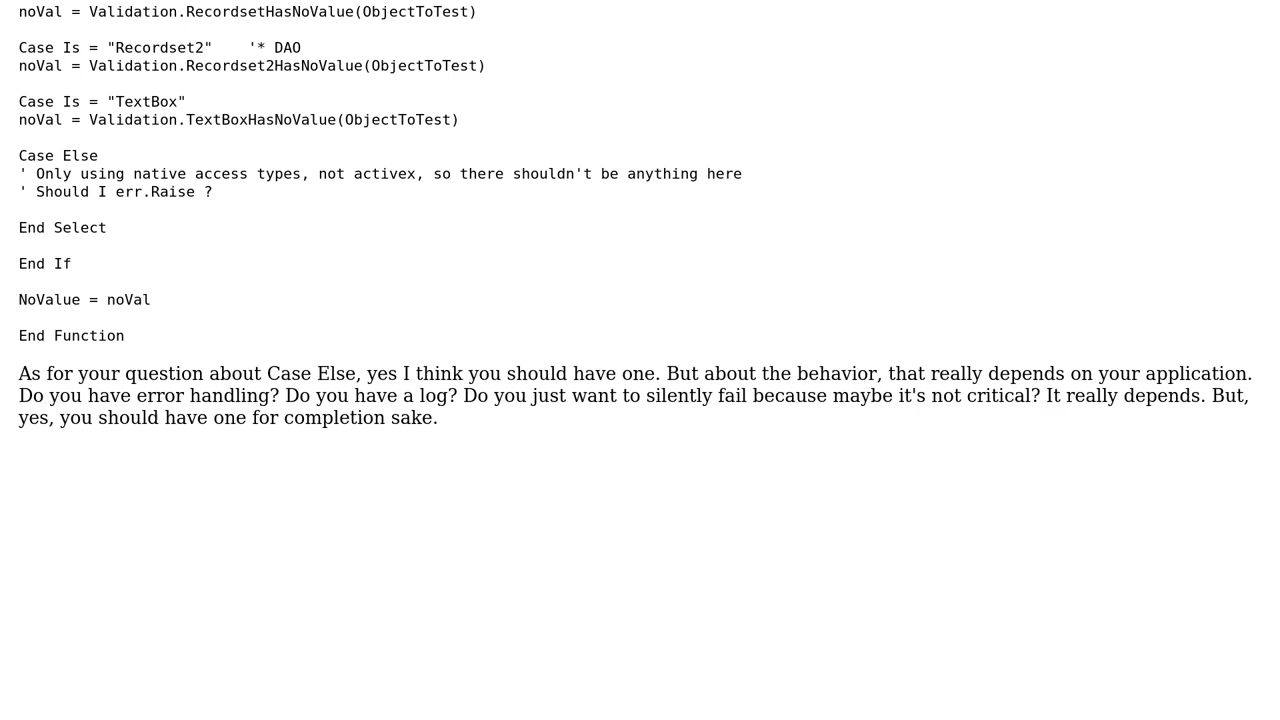 noVal = Validation.RecordsetHasNoValue(ObjectToTest)
Case Is = "Recordset2"    '* DAO
noVal = Validation.Recordset2HasNoValue(ObjectToTest)
Case Is = "TextBox"
noVal = Validation.TextBoxHasNoValue(ObjectToTest)
Case Else
' Only using native access types, not activex, so there shouldn't be anything here
' Should I err.Raise ?
End Select
End If
NoValue = noVal
End Function
As for your question about Case Else, yes I think you should have one. But about the behavior, that really depends on your application.
Do you have error handling? Do you have a log? Do you just want to silently fail because maybe it's not critical? It really depends. But,
yes, you should have one for completion sake.